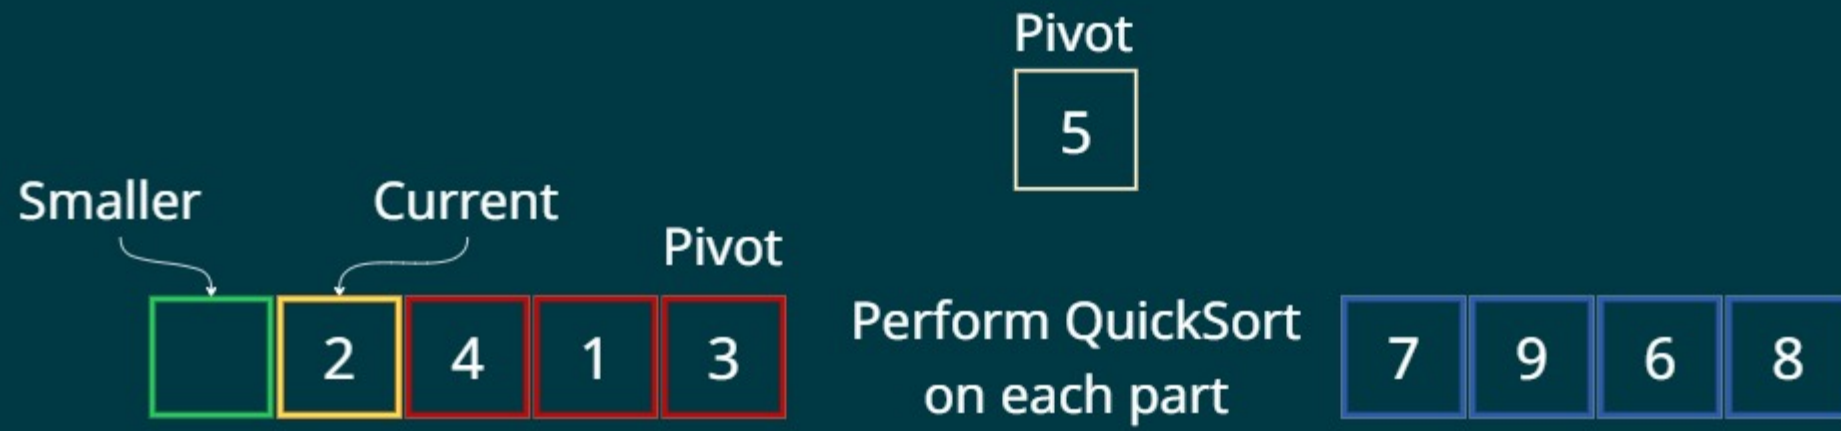 Pivot
5
Smaller
Current
Pivot
2 4 1 3
Perform QuickSort
on each part
7 9 6 8